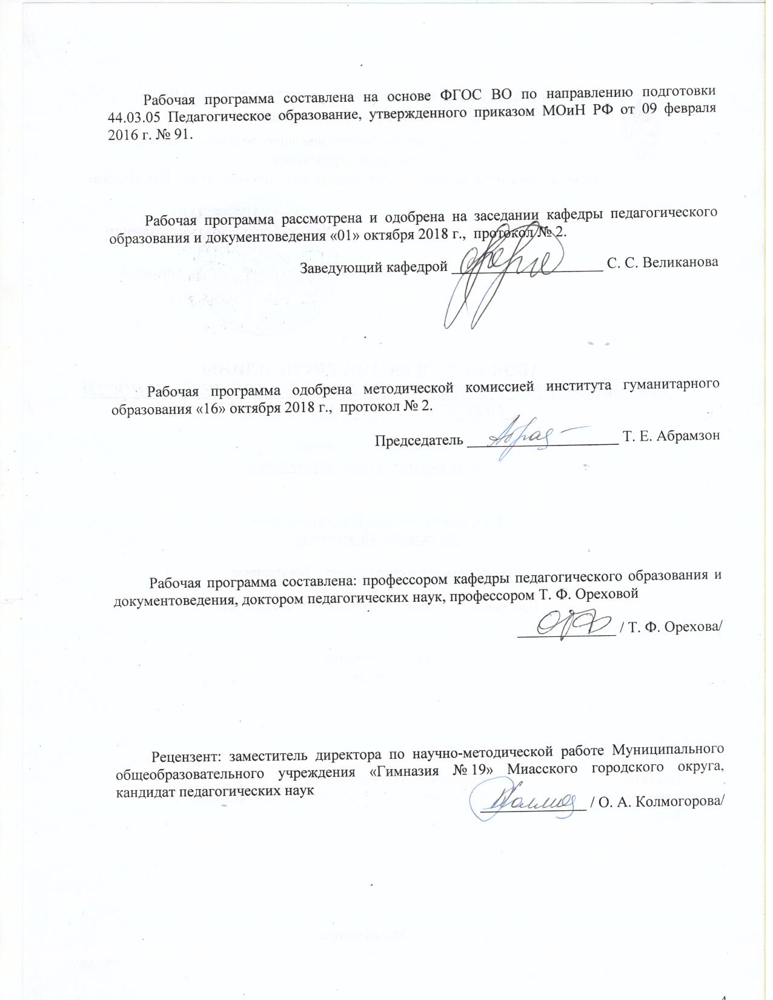 Рабочая программа составлена на основе ФГОС ВО по направлению подготовки
44.03.05 Педагогическое образование, утвержденного приказом МОиН РФ от 09 февраля
2016 г. № 91.
Рабочая программа рассмотрена и одобрена на заседании кафедры педагогического
образования и документоведения «01» октября 2018 г., протокол № 2.
Заведующий кафедрой ____________________ С. С. Великанова
Рабочая программа одобрена методической комиссией института гуманитарного
образования «16» октября 2018 г., протокол № 2.
Председатель ____________________ Т. Е. Абрамзон
Рабочая программа составлена: профессором кафедры педагогического образования и
документоведения, доктором педагогических наук, профессором Т. Ф. Ореховой
_____________ / Т. Ф. Орехова/
Рецензент: заместитель директора по научно-методической работе Муниципального
общеобразовательного учреждения «Гимназия № 19» Миасского городского округа,
кандидат педагогических наук
______________ / О. А. Колмогорова/